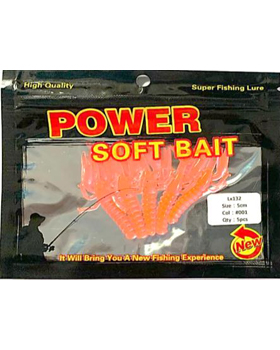 High Quality
Super Fishing Lure
POWER
SOFT BAIT
1x132
Size : 5cm
Col : #001
Qty : 5pcs
New
It Will Bring You A New Fishing Experience